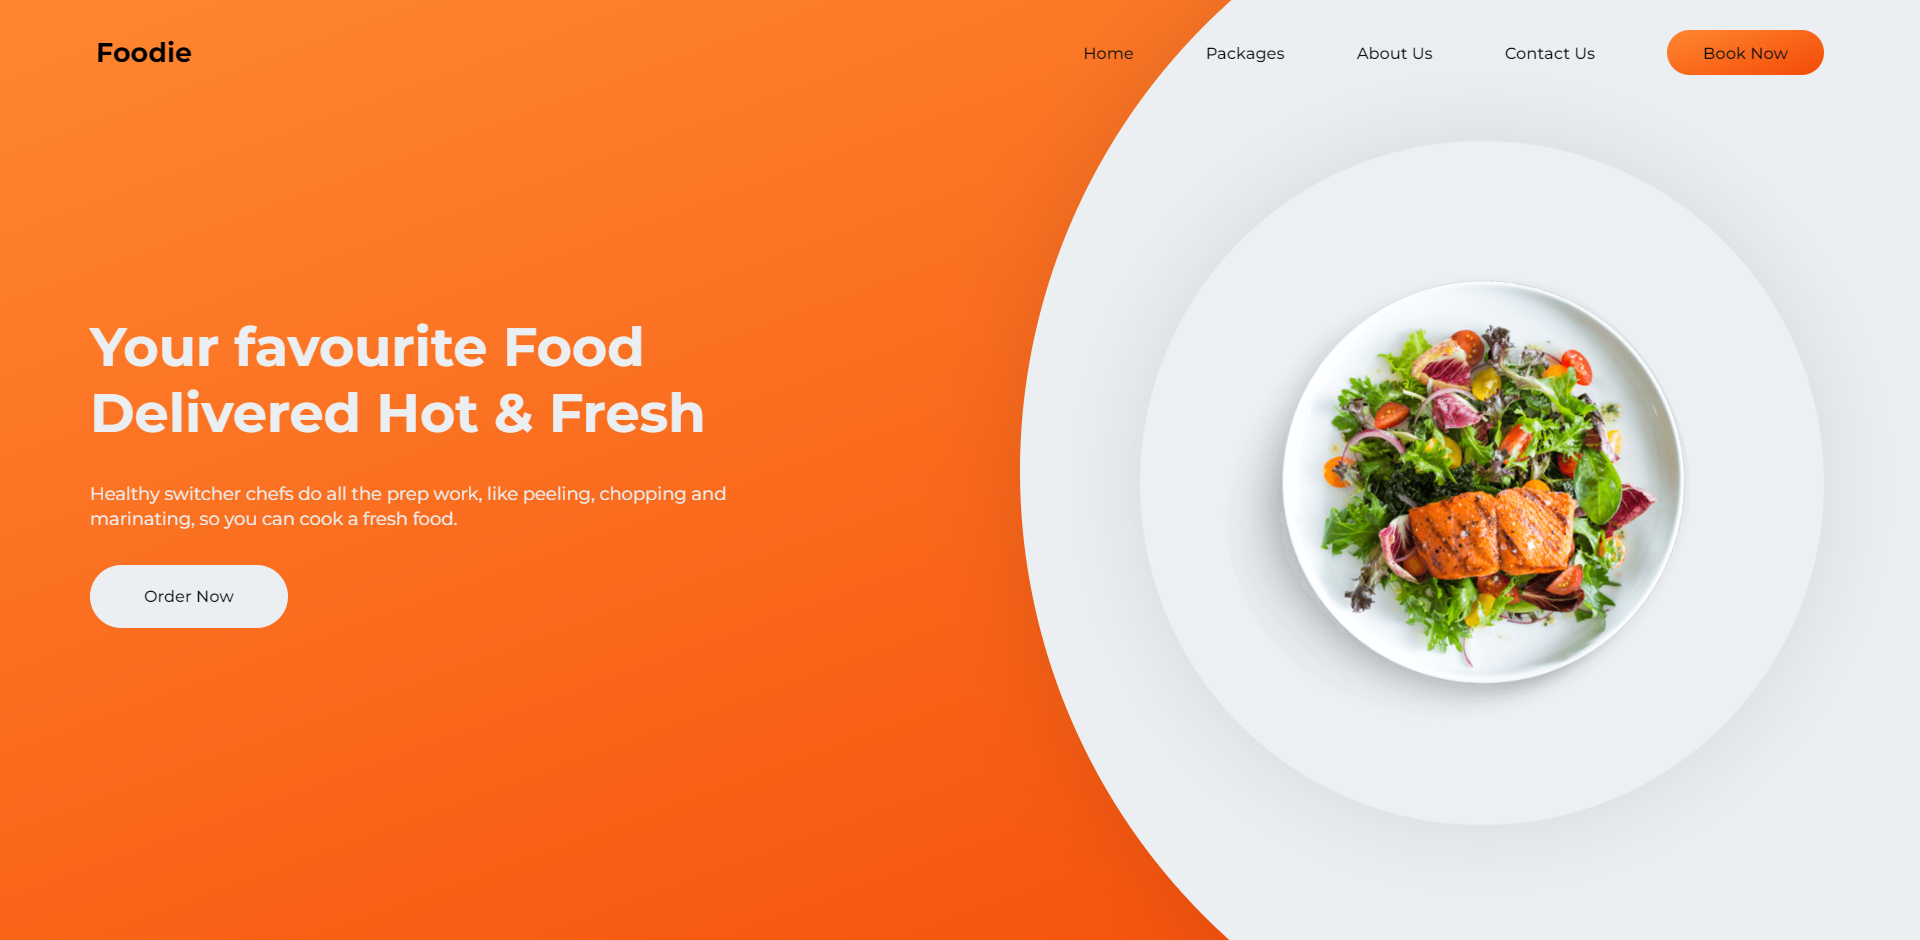 Foodie
Home
Packages
About Us
Contact Us
Book Now
Your favourite Food
Delivered Hot & Fresh
Healthy switcher chefs do all the prep work, like peeling, chopping and
marinating, so you can cook a fresh food.
Order Now